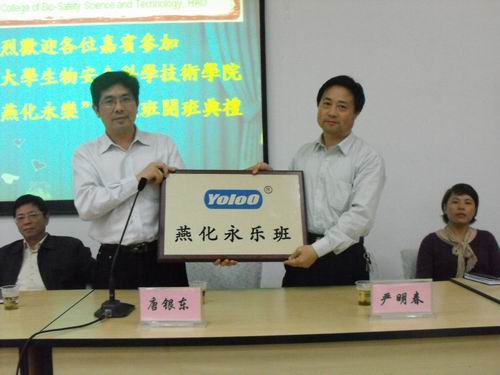 College of Bio-Safety Science and Technology, HAU
烈歡迎各位嘉賓參加
大學生物安全科學技術學院
燕化永樂”班開班典禮
YoloO®
燕化永乐班
唐银东
严明春